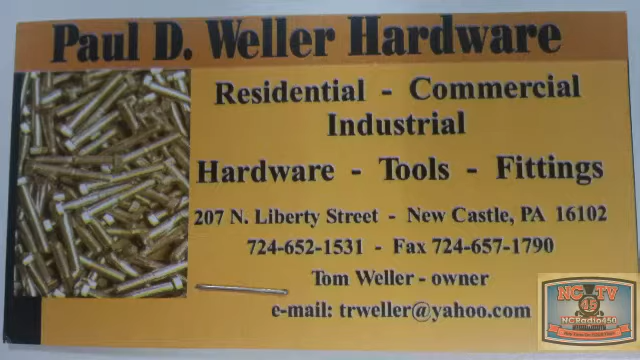 Paul D. Weller Hardware
Residential - Commercial
Industrial
Hardware - Tools - Fittings
207 N. Liberty Street - New Castle, PA 16102
724-652-1531 - Fax 724-657-1790
Tom Weller - owner
e-mail: trweller@yahoo.com
NC TV
45
NCRadio450